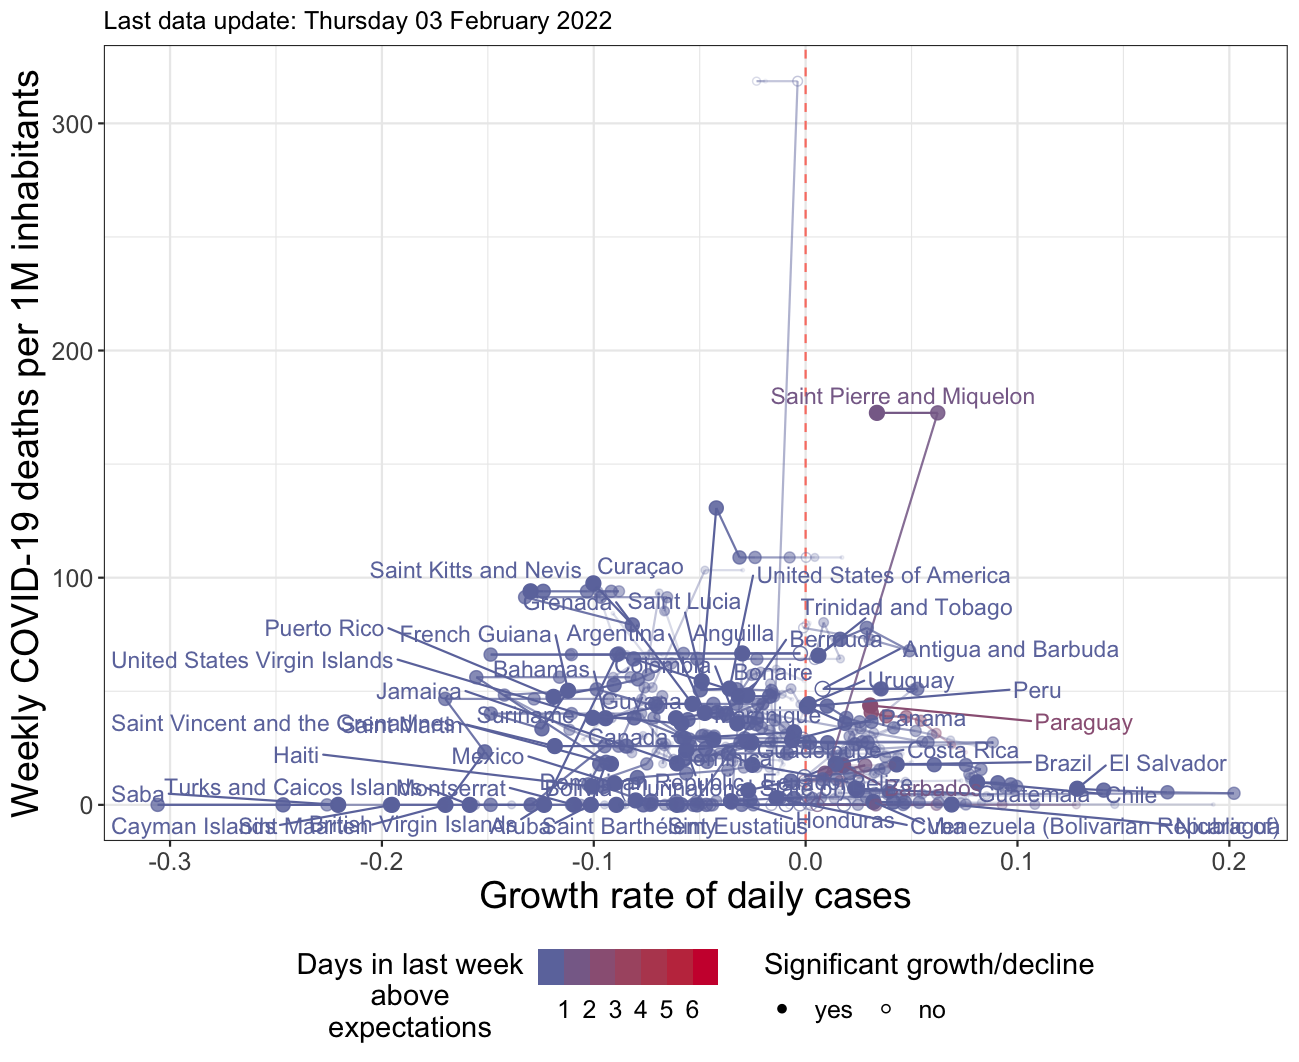 Last data update: Thursday 03 February 2022
Weekly COVID-19 deaths per 1M inhabitants
300
200
100
0
Saint Pierre and Miquelon
Saint Kitts and Nevis
Curaçao
United States of America
Grenada
Saint Lucia
Trinidad and Tobago
Puerto Rico
French Guiana
Argentina
Anguilla
Bermuda
Antigua and Barbuda
United States Virgin Islands
Bahamas
Colombia
Bonaire
Uruguay
Jamaica
Peru
Guyana
Suriname
Saint Vincent and the Grenadines
Saint Martin
Panama
Paraguay
Canada
Haiti
Mexico
Guadeloupe
Costa Rica
Brazil
El Salvador
Saba
Turks and Caicos Islands
Montserrat
Barbados
Guatemala
Chile
Cayman Islands
Sint Maarten
British Virgin Islands
Aruba
Saint Barthélemy
Sint Eustatius
Honduras
Cuba
Venezuela (Bolivarian Republic of)
Nicaragua
-0.3
-0.2
-0.1
0.0
0.1
0.2
Growth rate of daily cases
Days in last week
above
expectations
1 2 3 4 5 6
Significant growth/decline
yes
no